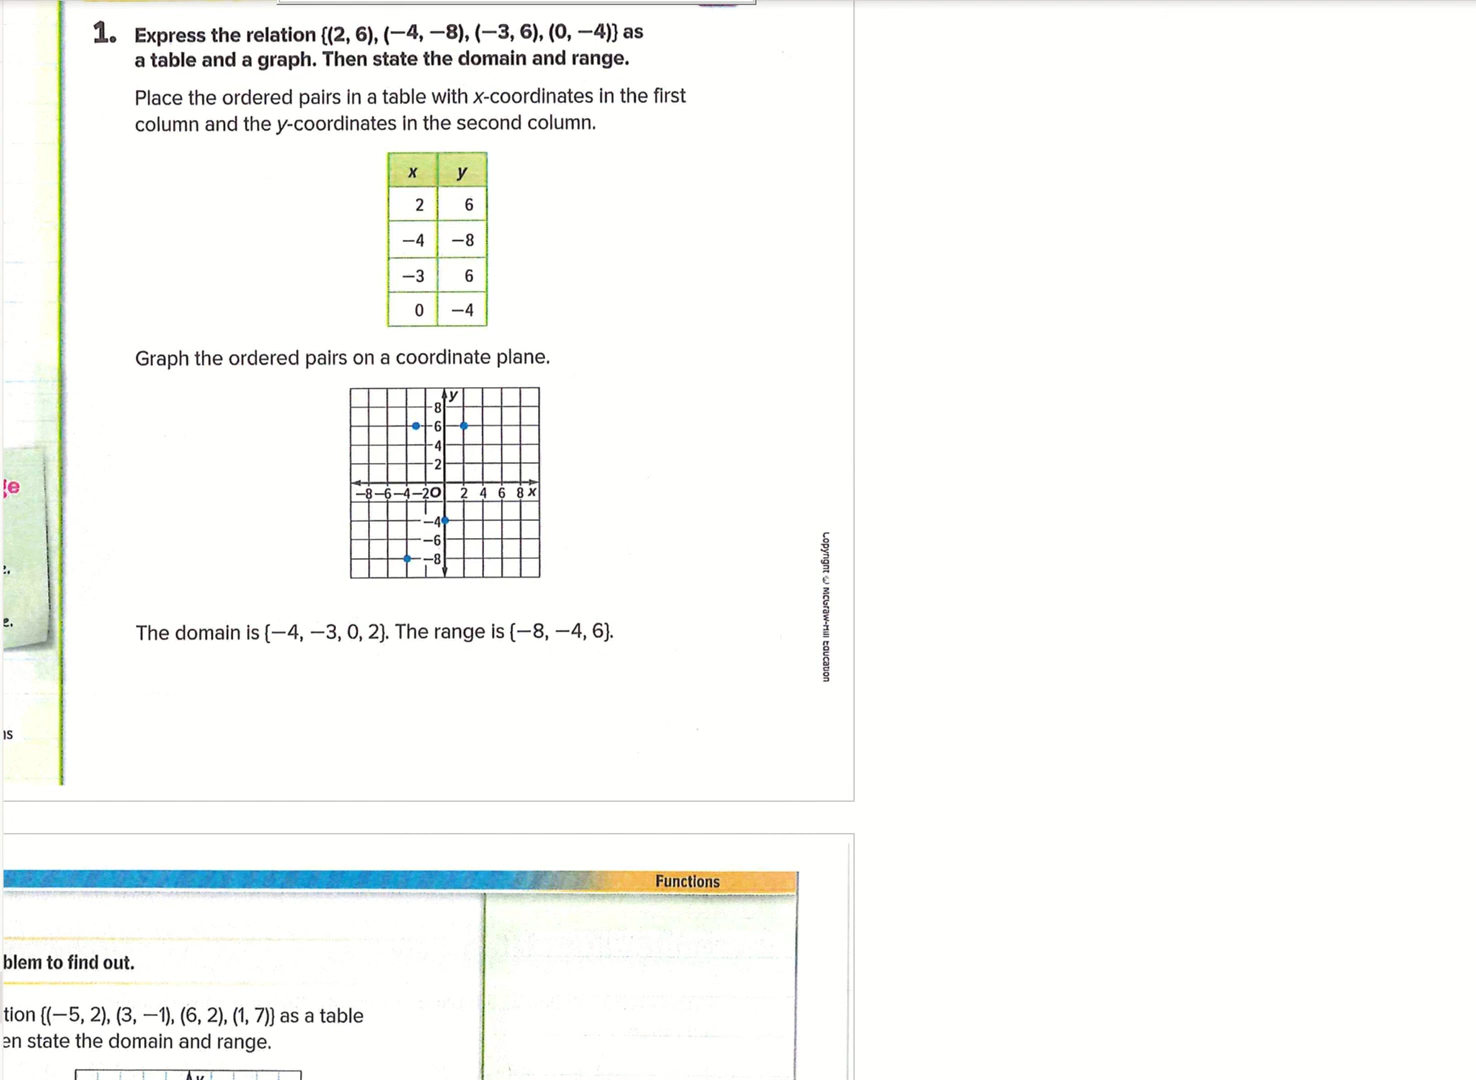 1. Express the relation {(2, 6), (−4, −8), (−3, 6), (0, −4)} as
a table and a graph. Then state the domain and range.
Place the ordered pairs in a table with x-coordinates in the first
column and the y-coordinates in the second column.
x y
2 6
−4 −8
−3 6
0 −4
Graph the ordered pairs on a coordinate plane.
y
8
6
4
2
−8 −6 −4 −2 O 2 4 6 8 x
−4
−6
−8
The domain is {−4, −3, 0, 2}. The range is {−8, −4, 6}.
Copyright © McGraw-Hill Education
Functions
blem to find out.
tion {(−5, 2), (3, −1), (6, 2), (1, 7)} as a table
en state the domain and range.
y